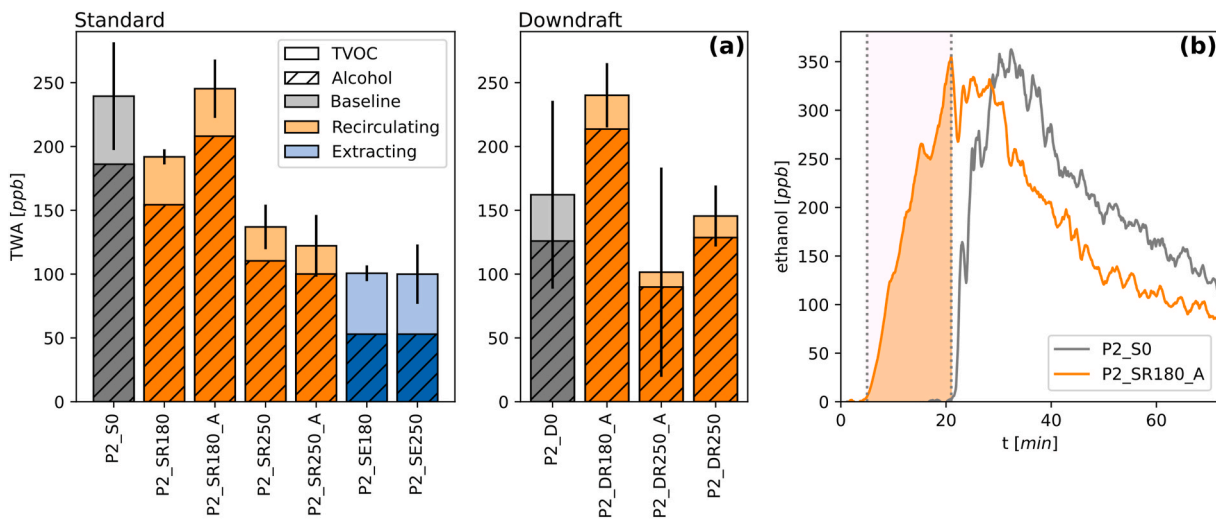 Standard
TWA [ppb]
0
50
100
150
200
250
TVOC
Alcohol
Baseline
Recirculating
Extracting
P2_S0
P2_SR180
P2_SR180_A
P2_SR250
P2_SR250_A
P2_SE180
P2_SE250
Downdraft
(a)
0
50
100
150
200
250
P2_D0
P2_DR180_A
P2_DR250_A
P2_DR250
(b)
ethanol [ppb]
0
50
100
150
200
250
300
350
0
20
40
60
t [min]
P2_S0
P2_SR180_A